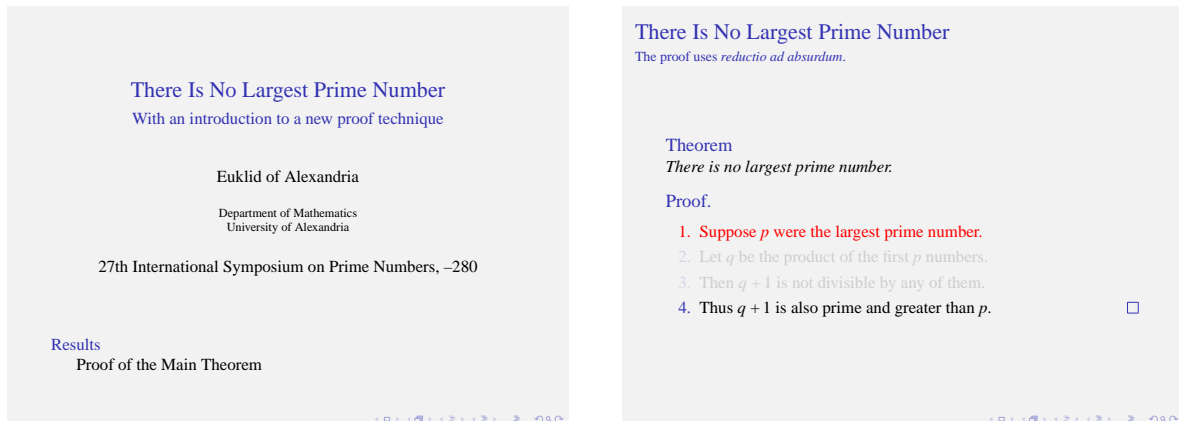 There Is No Largest Prime Number
With an introduction to a new proof technique
Euklid of Alexandria
Department of Mathematics
University of Alexandria
27th International Symposium on Prime Numbers, –280
Results
Proof of the Main Theorem
There Is No Largest Prime Number
The proof uses reductio ad absurdum.
Theorem
There is no largest prime number.
Proof.
1. Suppose p were the largest prime number.
2. Let q be the product of the first p numbers.
3. Then q + 1 is not divisible by any of them.
4. Thus q + 1 is also prime and greater than p.